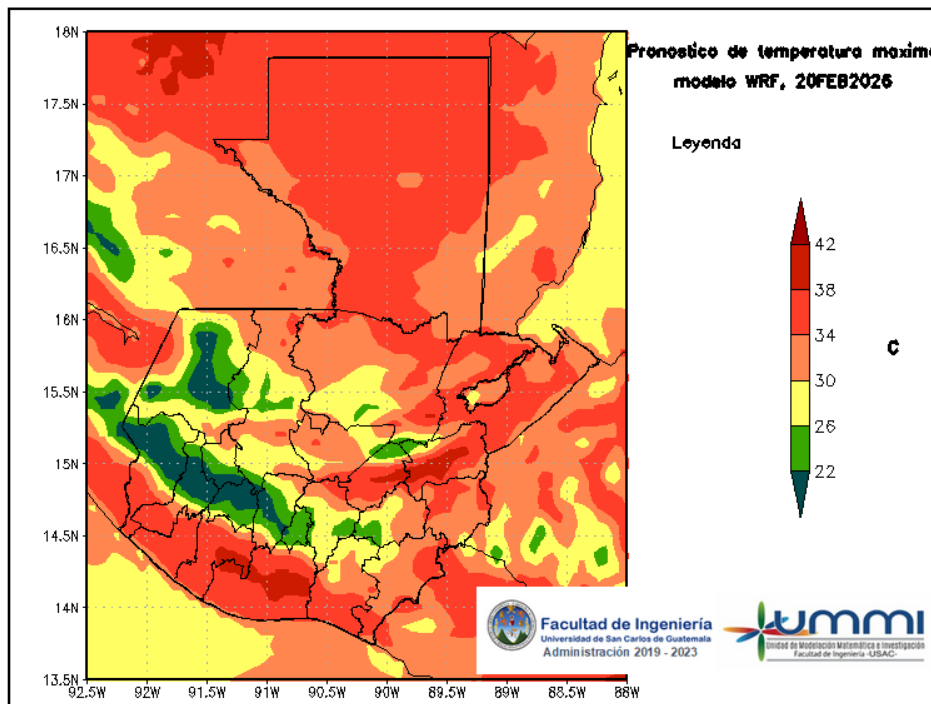 Pronostico de temperatura maxima
modelo WRF, 20FEB2026
Leyenda
18N
17.5N
17N
16.5N
16N
15.5N
15N
14.5N
14N
13.5N
92.5W 92W 91.5W 91W 90.5W 90W 89.5W 89W 88.5W 88W
42
38
34
30
26
22
C
Facultad de Ingeniería
Universidad de San Carlos de Guatemala
Administración 2019 - 2023
UMMI
Unidad de Modelación Matemática e Investigación
Facultad de Ingeniería -USAC-